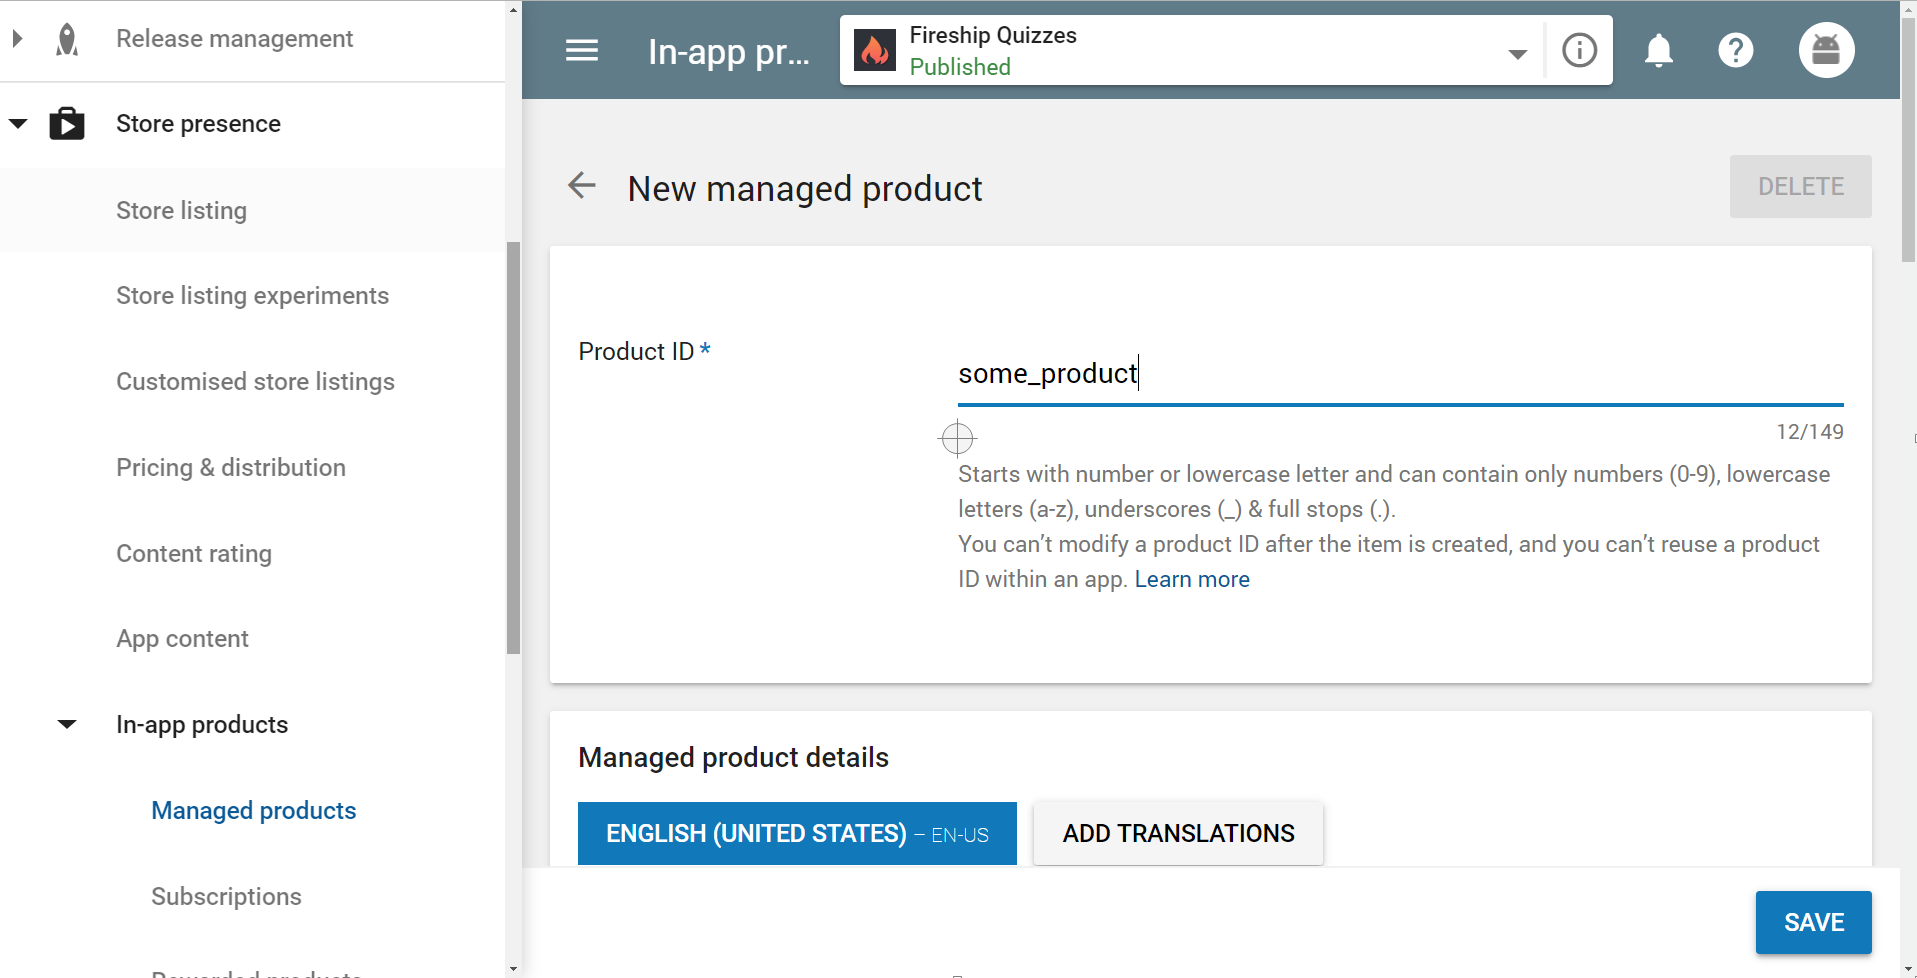 Release management
Store presence
Store listing
Store listing experiments
Customised store listings
Pricing & distribution
Content rating
App content
In-app products
Managed products
Subscriptions
Rewarded products
In-app pr...
Fireship Quizzes
Published
New managed product
DELETE
Product ID *
some_product
12/149
Starts with number or lowercase letter and can contain only numbers (0-9), lowercase
letters (a-z), underscores (_) & full stops (.).
You can’t modify a product ID after the item is created, and you can’t reuse a product
ID within an app. Learn more
Managed product details
ENGLISH (UNITED STATES) – EN-US
ADD TRANSLATIONS
SAVE